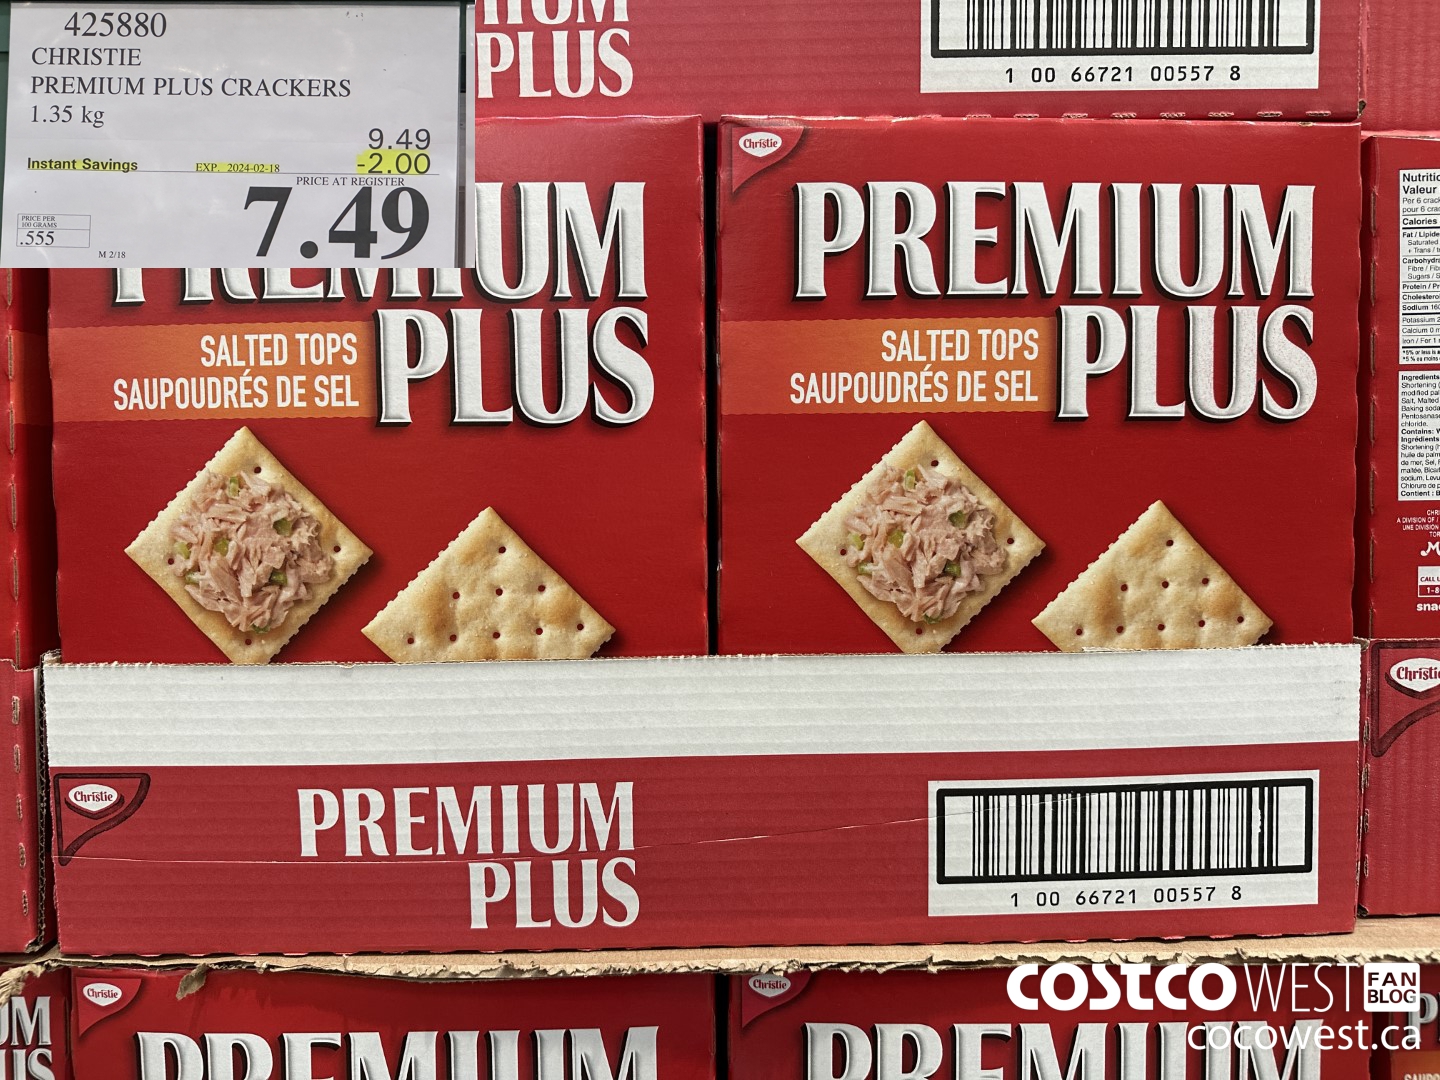 425880
CHRISTIE
PREMIUM PLUS CRACKERS
1.35 kg
9.49
Instant Savings EXP. 2024-02-18 -2.00
PRICE AT REGISTER
7.49
PRICE PER
100 GRAMS
.555
M 2/18
PLUS
1 00 66721 00557 8
PREMIUM
PLUS
SALTED TOPS
SAUPOUDRÉS DE SEL
Christie
PREMIUM
PLUS
SALTED TOPS
SAUPOUDRÉS DE SEL
Calories
Christie
Christie
PREMIUM
PLUS
1 00 66721 00557 8
Christie
PREMIUM
Christie
PREMIUM
COSTCO WEST FAN BLOG
cocowest.ca